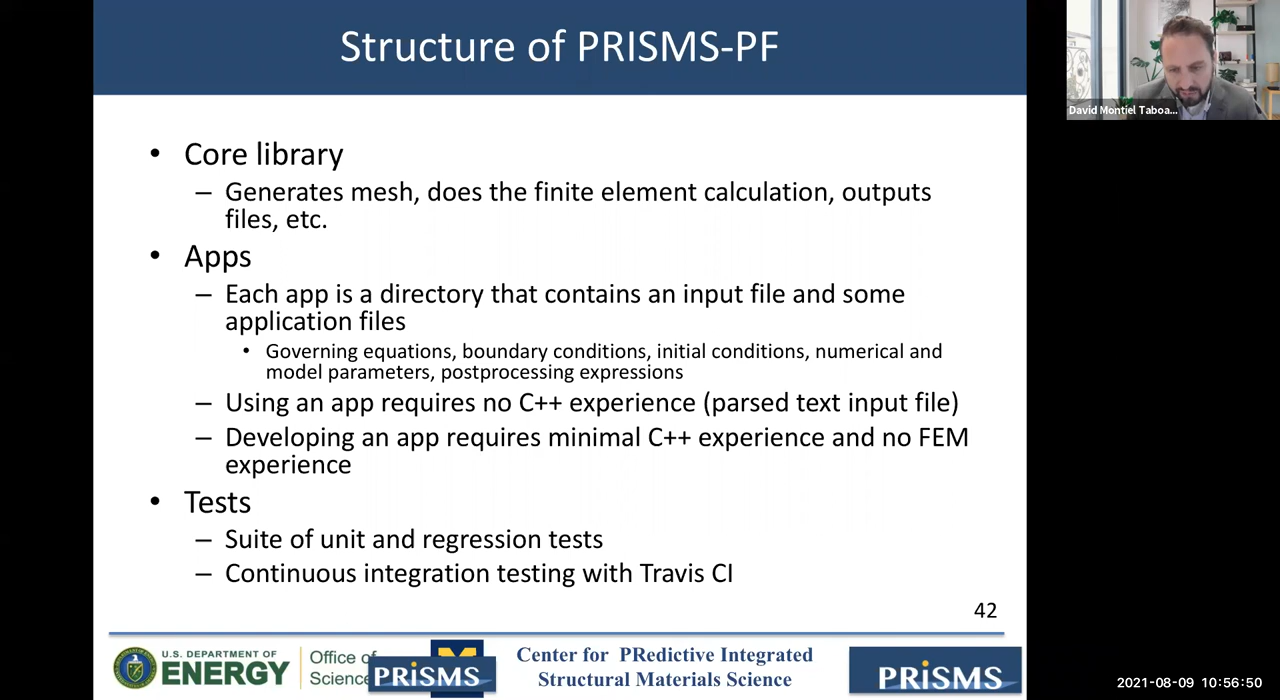 Structure of PRISMS-PF
David Montiel Taboa...
• Core library
– Generates mesh, does the finite element calculation, outputs
files, etc.
• Apps
– Each app is a directory that contains an input file and some
application files
• Governing equations, boundary conditions, initial conditions, numerical and
model parameters, postprocessing expressions
– Using an app requires no C++ experience (parsed text input file)
– Developing an app requires minimal C++ experience and no FEM
experience
• Tests
– Suite of unit and regression tests
– Continuous integration testing with Travis CI
42
U.S. DEPARTMENT OF
ENERGY
Office of
Science
PRISMS
Center for PRedictive Integrated
Structural Materials Science
PRISMS
2021-08-09 10:56:50